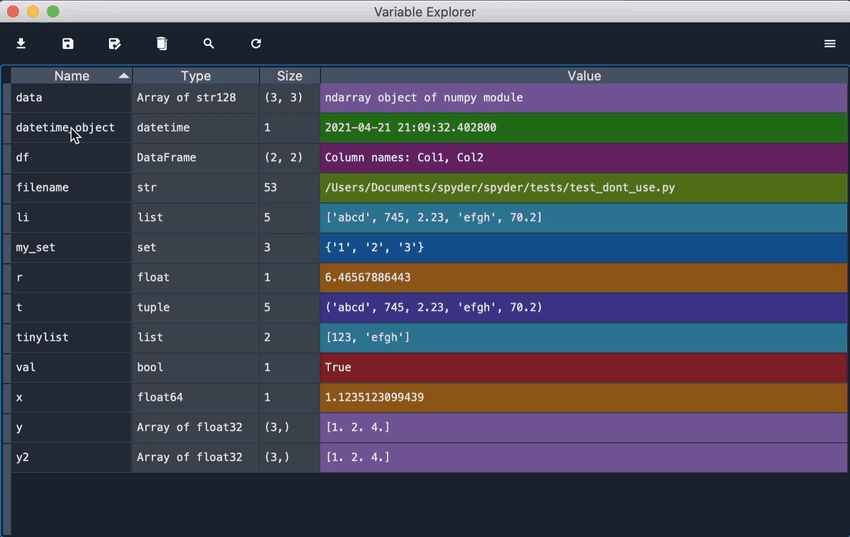 Variable Explorer
Name Type Size Value
data Array of str128 (3, 3) ndarray object of numpy module
datetime_object datetime 1 2021-04-21 21:09:32.402800
df DataFrame (2, 2) Column names: Col1, Col2
filename str 53 /Users/Documents/spyder/spyder/tests/test_dont_use.py
li list 5 ['abcd', 745, 2.23, 'efgh', 70.2]
my_set set 3 {'1', '2', '3'}
r float 1 6.46567886443
t tuple 5 ('abcd', 745, 2.23, 'efgh', 70.2)
tinylist list 2 [123, 'efgh']
val bool 1 True
x float64 1 1.1235123099439
y Array of float32 (3,) [1. 2. 4.]
y2 Array of float32 (3,) [1. 2. 4.]